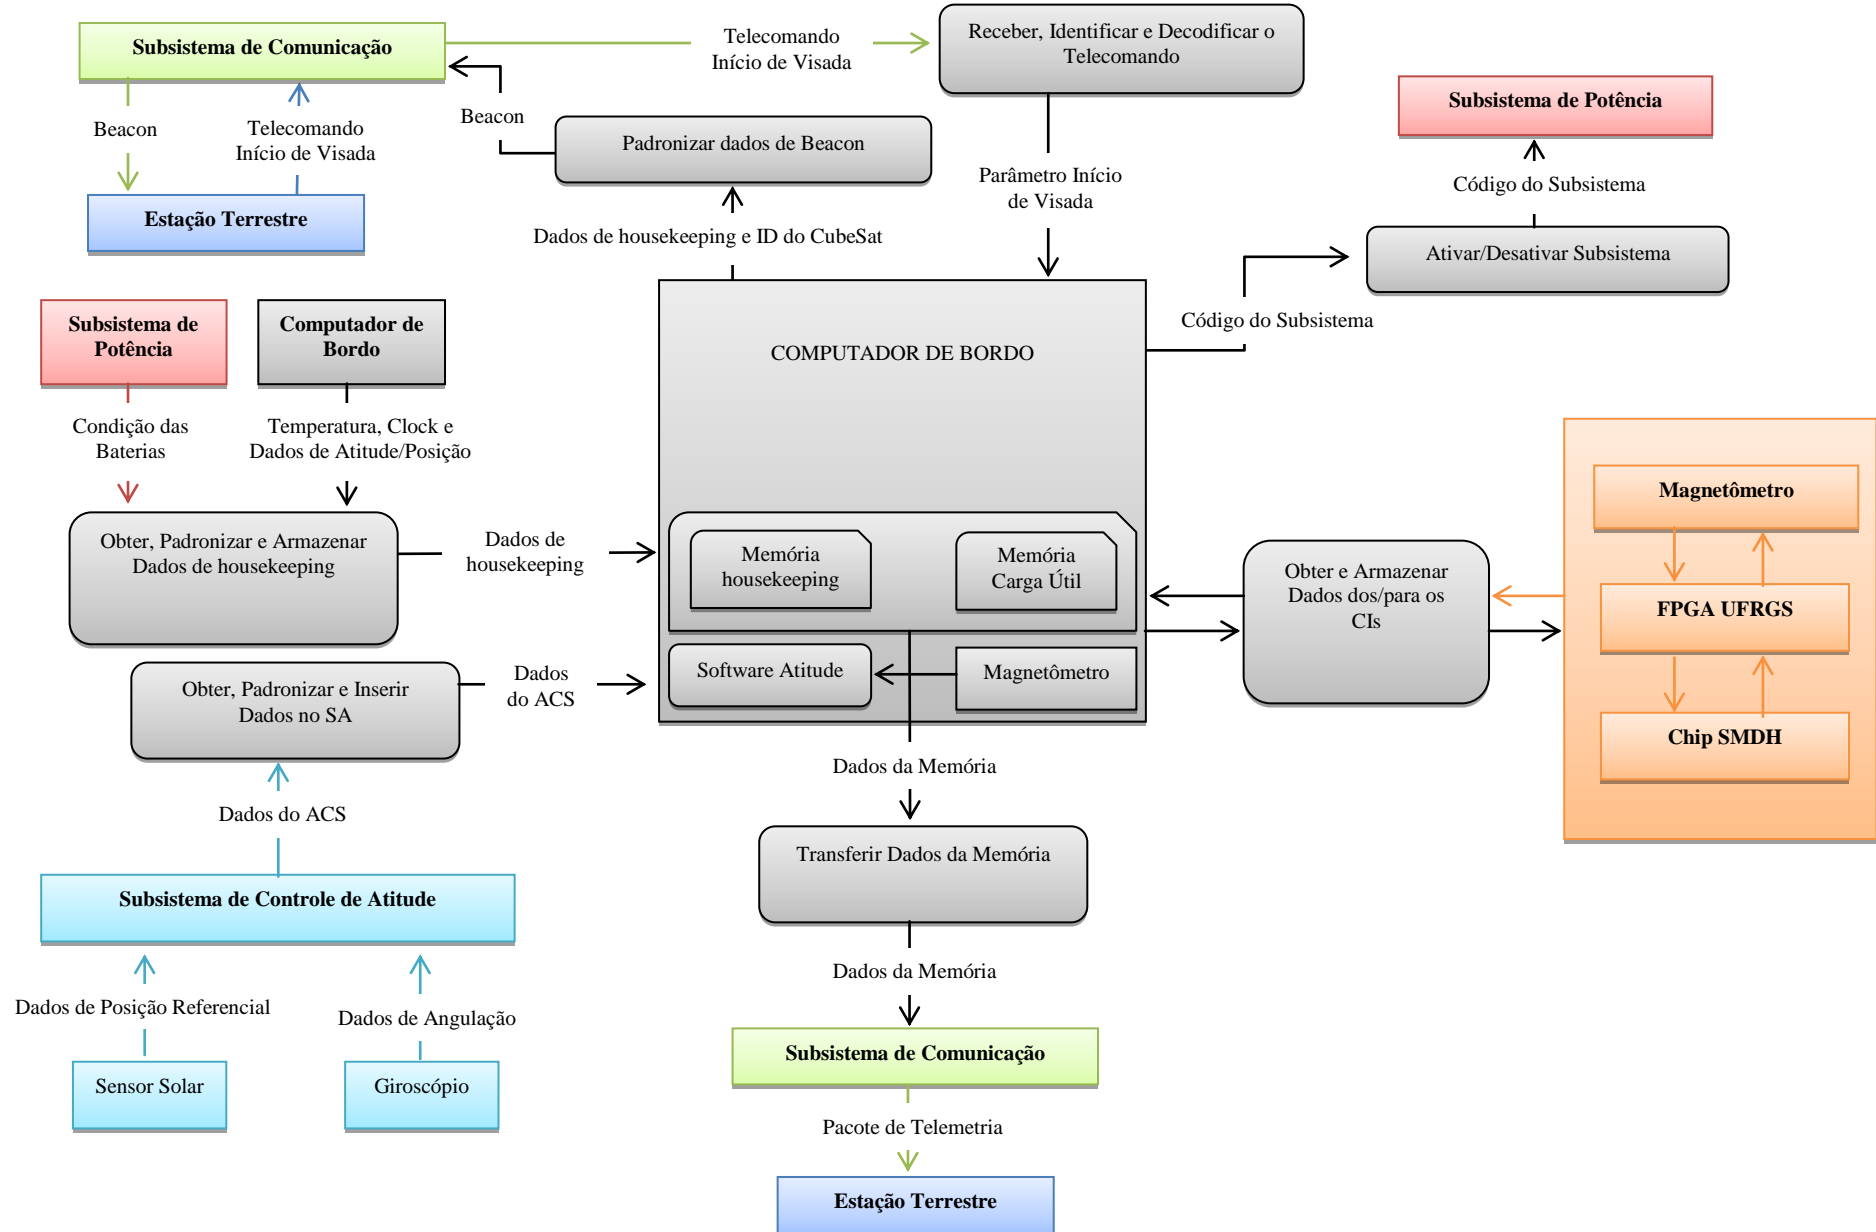 Subsistema de Comunicação
Telecomando
Início de Visada
Receber, Identificar e Decodificar o
Telecomando
Subsistema de Potência
Beacon
Telecomando
Início de Visada
Beacon
Padronizar dados de Beacon
Parâmetro Início
de Visada
Código do Subsistema
Estação Terrestre
Dados de housekeeping e ID do CubeSat
Ativar/Desativar Subsistema
Subsistema de
Potência
Computador de
Bordo
Código do Subsistema
COMPUTADOR DE BORDO
Condição das
Baterias
Temperatura, Clock e
Dados de Atitude/Posição
Obter, Padronizar e Armazenar
Dados de housekeeping
Dados de
housekeeping
Memória
housekeeping
Memória
Carga Útil
Obter e Armazenar
Dados dos/para os
CIs
Magnetômetro
FPGA UFRGS
Chip SMDH
Obter, Padronizar e Inserir
Dados no SA
Dados
do ACS
Software Atitude
Magnetômetro
Dados da Memória
Dados do ACS
Transferir Dados da Memória
Subsistema de Controle de Atitude
Dados da Memória
Dados de Posição Referencial
Dados de Angulação
Subsistema de Comunicação
Sensor Solar
Giroscópio
Pacote de Telemetria
Estação Terrestre